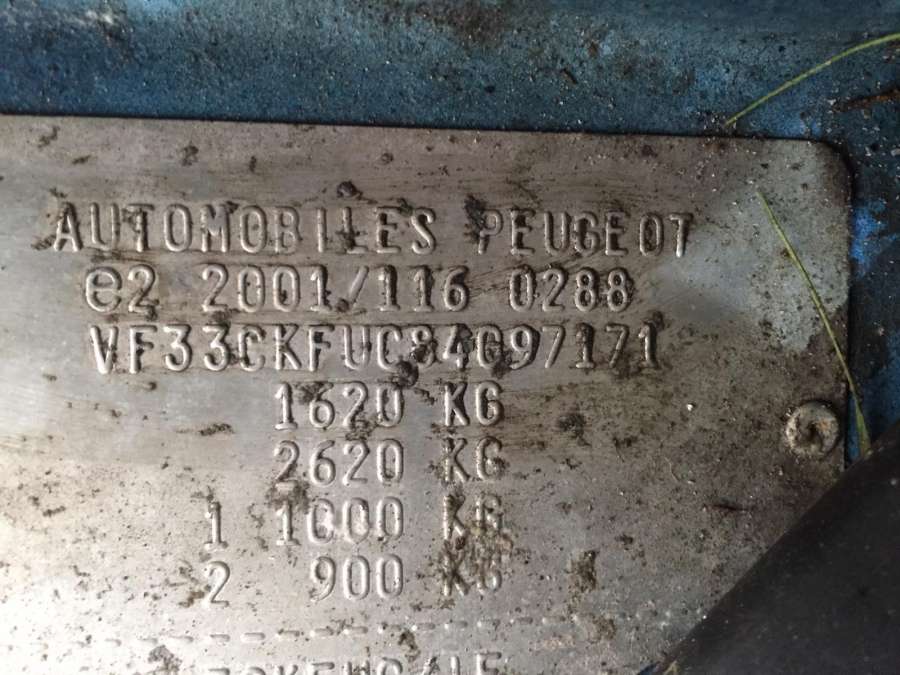 AUTOMOBILES PEUGEOT
e2 2001/116 0288
VF33CKFUC84097171
1620 KG
2620 KG
1 1000 KG
2 900 KG